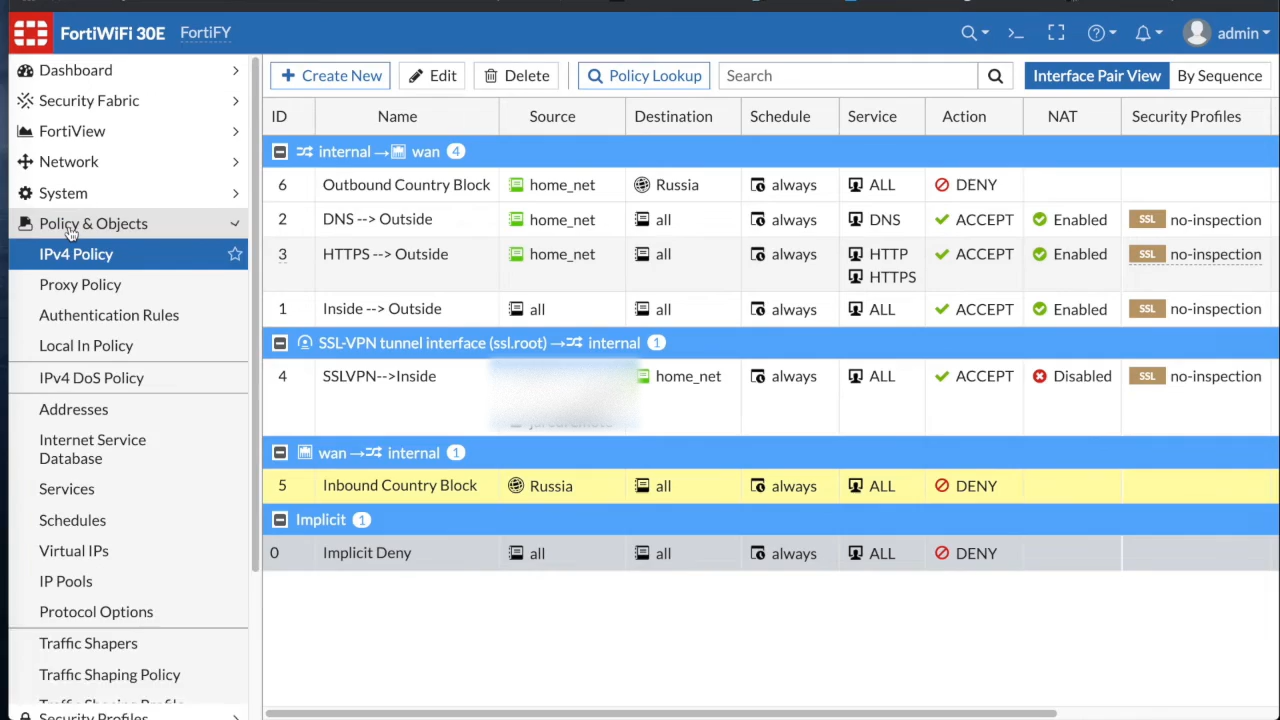 FortiWiFi 30E FortiFY admin
Dashboard
Security Fabric
FortiView
Network
System
Policy & Objects
IPv4 Policy
Proxy Policy
Authentication Rules
Local In Policy
IPv4 DoS Policy
Addresses
Internet Service
Database
Services
Schedules
Virtual IPs
IP Pools
Protocol Options
Traffic Shapers
Traffic Shaping Policy
Traffic Shaping Profile
Security Profiles
+ Create New Edit Delete Policy Lookup Search Interface Pair View By Sequence
ID Name Source Destination Schedule Service Action NAT Security Profiles
internal → wan 4
6 Outbound Country Block home_net Russia always ALL DENY
2 DNS --> Outside home_net all always DNS ACCEPT Enabled SSL no-inspection
3 HTTPS --> Outside home_net all always HTTP ACCEPT Enabled SSL no-inspection
HTTPS
1 Inside --> Outside all all always ALL ACCEPT Enabled SSL no-inspection
SSL-VPN tunnel interface (ssl.root) → internal 1
4 SSLVPN-->Inside home_net always ALL ACCEPT Disabled SSL no-inspection
wan → internal 1
5 Inbound Country Block Russia all always ALL DENY
Implicit 1
0 Implicit Deny all all always ALL DENY